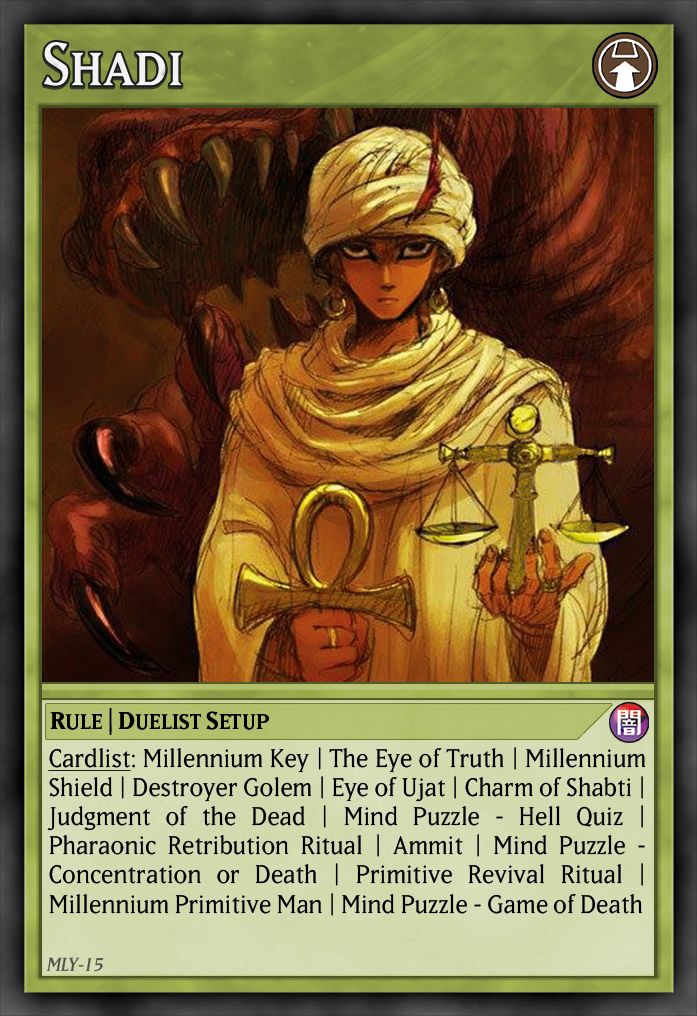 Shadi
Rule | Duelist Setup
闇
Cardlist: Millennium Key | The Eye of Truth | Millennium
Shield | Destroyer Golem | Eye of Ujat | Charm of Shabti |
Judgment of the Dead | Mind Puzzle - Hell Quiz |
Pharaonic Retribution Ritual | Ammit | Mind Puzzle -
Concentration or Death | Primitive Revival Ritual |
Millennium Primitive Man | Mind Puzzle - Game of Death
MLY-15